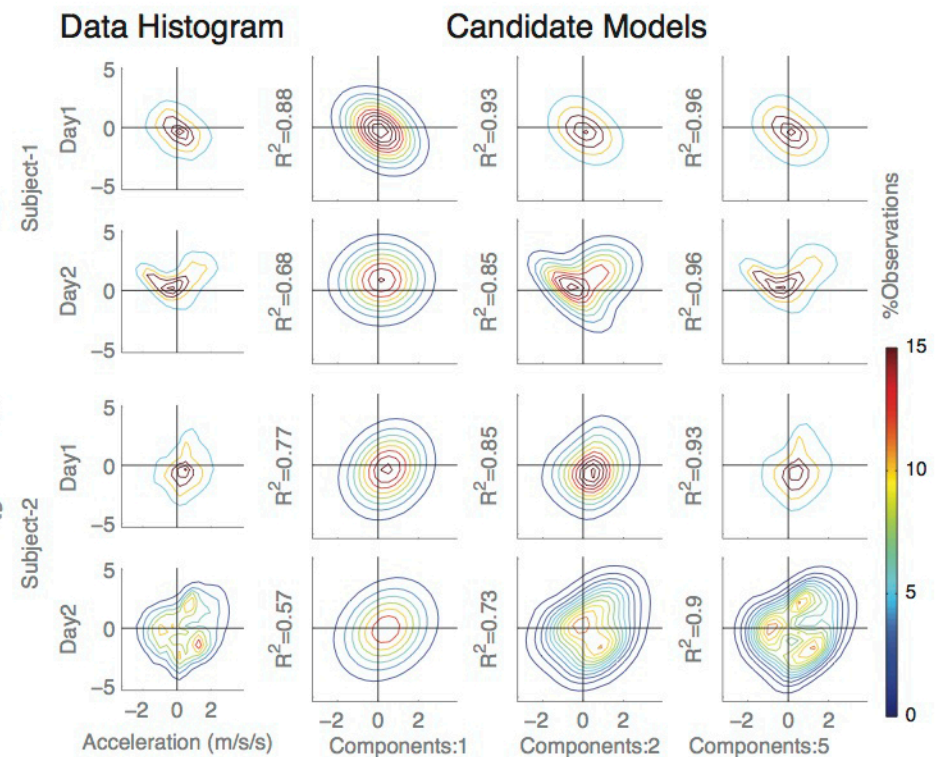 Data Histogram
Candidate Models
Subject-1
Day1
5
0
−5
R²=0.88
R²=0.93
R²=0.96
Day2
5
0
−5
R²=0.68
R²=0.85
R²=0.96
Subject-2
Day1
5
0
−5
R²=0.77
R²=0.85
R²=0.93
Day2
5
0
−5
R²=0.57
R²=0.73
R²=0.9
−2 0 2
−2 0 2
−2 0 2
−2 0 2
Acceleration (m/s/s)
Components:1
Components:2
Components:5
%Observations
15
10
5
0